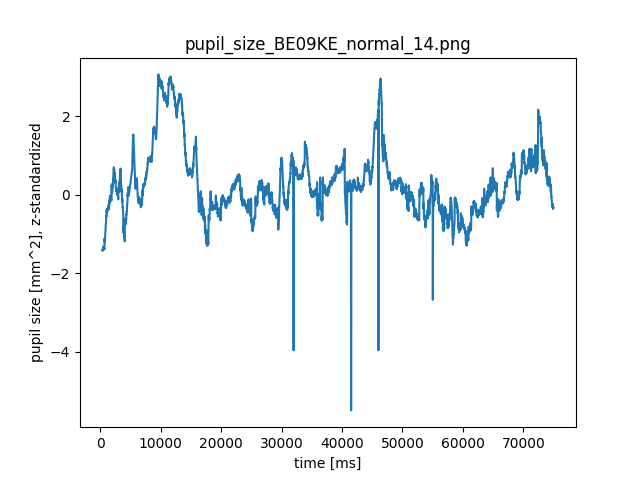 pupil_size_BE09KE_normal_14.png
pupil size [mm^2], z-standardized
2
0
−2
−4
0 10000 20000 30000 40000 50000 60000 70000
time [ms]